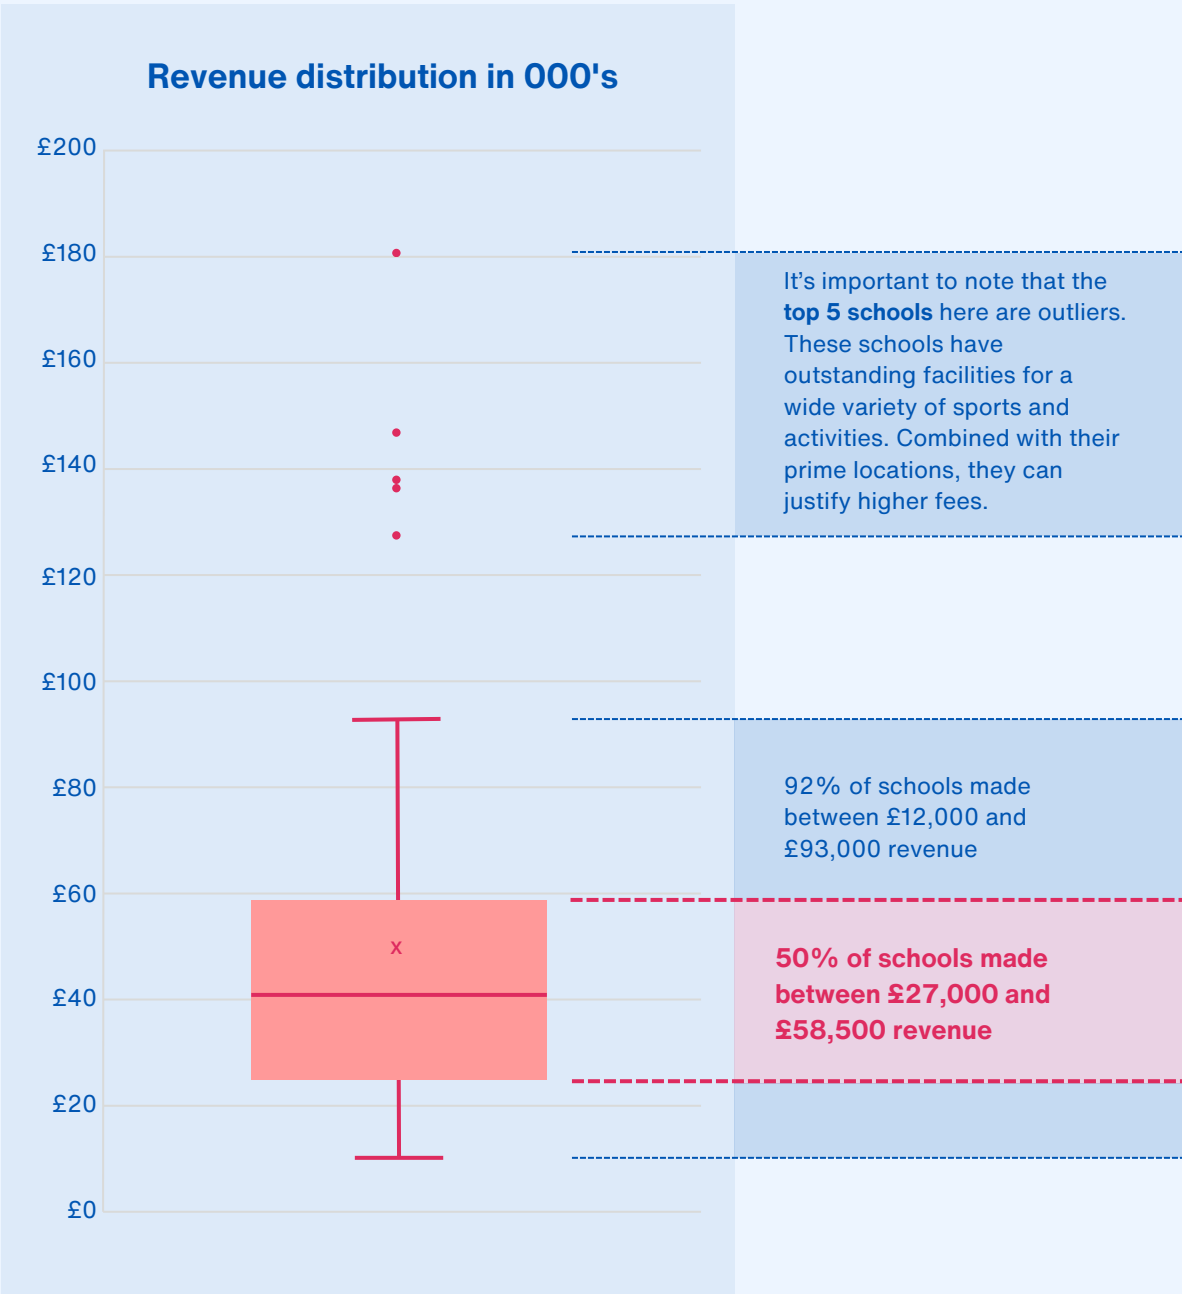 Revenue distribution in 000's
£200
£180
£160
£140
£120
£100
£80
£60
£40
£20
£0
x
It’s important to note that the
top 5 schools here are outliers.
These schools have
outstanding facilities for a
wide variety of sports and
activities. Combined with their
prime locations, they can
justify higher fees.
92% of schools made
between £12,000 and
£93,000 revenue
50% of schools made
between £27,000 and
£58,500 revenue